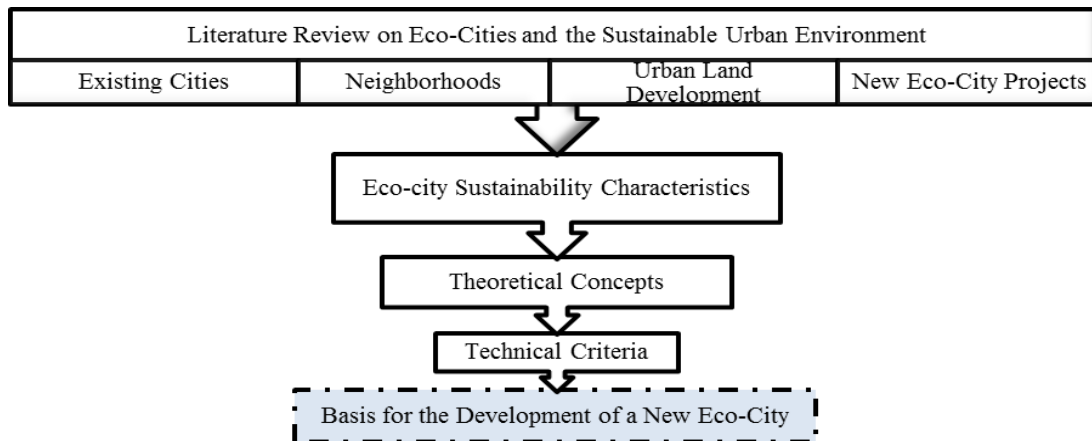 Literature Review on Eco-Cities and the Sustainable Urban Environment
Existing Cities
Neighborhoods
Urban Land
Development
New Eco-City Projects
Eco-city Sustainability Characteristics
Theoretical Concepts
Technical Criteria
Basis for the Development of a New Eco-City